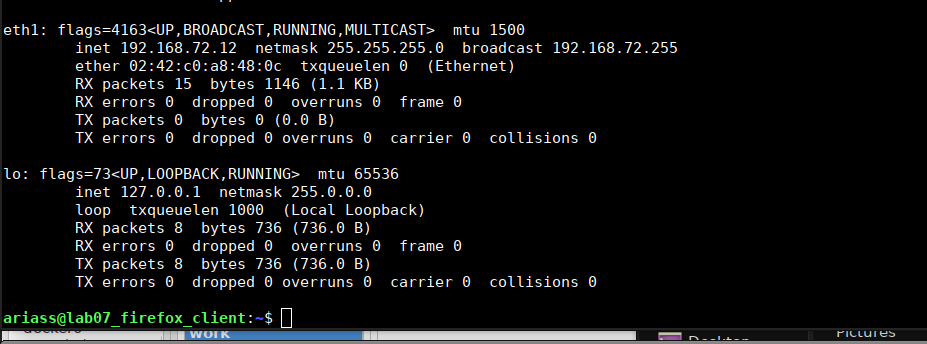 eth1: flags=4163<UP,BROADCAST,RUNNING,MULTICAST>  mtu 1500
        inet 192.168.72.12  netmask 255.255.255.0  broadcast 192.168.72.255
        ether 02:42:c0:a8:48:0c  txqueuelen 0  (Ethernet)
        RX packets 15  bytes 1146 (1.1 KB)
        RX errors 0  dropped 0  overruns 0  frame 0
        TX packets 0  bytes 0 (0.0 B)
        TX errors 0  dropped 0 overruns 0  carrier 0  collisions 0

lo: flags=73<UP,LOOPBACK,RUNNING>  mtu 65536
        inet 127.0.0.1  netmask 255.0.0.0
        loop  txqueuelen 1000  (Local Loopback)
        RX packets 8  bytes 736 (736.0 B)
        RX errors 0  dropped 0  overruns 0  frame 0
        TX packets 8  bytes 736 (736.0 B)
        TX errors 0  dropped 0 overruns 0  carrier 0  collisions 0

ariass@lab07_firefox_client:~$
work
Desktop
Pictures